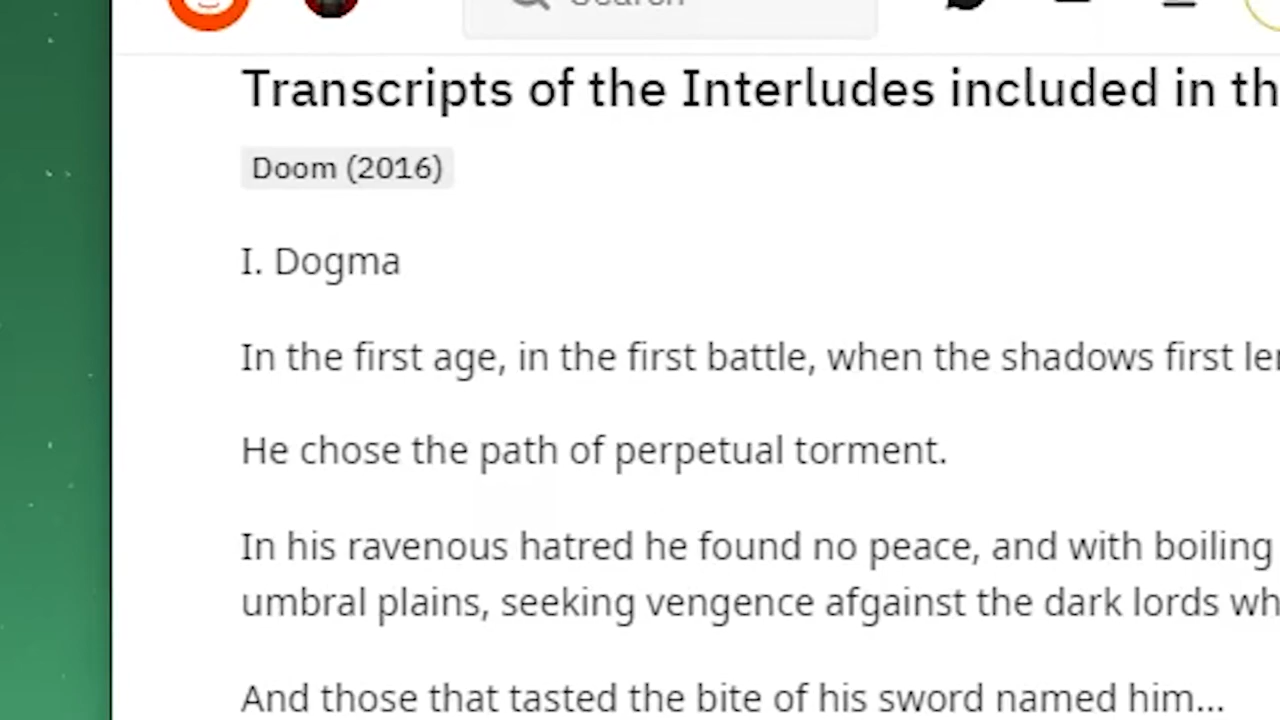 Search
Transcripts of the Interludes included in th
Doom (2016)
I. Dogma
In the first age, in the first battle, when the shadows first le
He chose the path of perpetual torment.
In his ravenous hatred he found no peace, and with boiling
umbral plains, seeking vengence afgainst the dark lords wh
And those that tasted the bite of his sword named him...